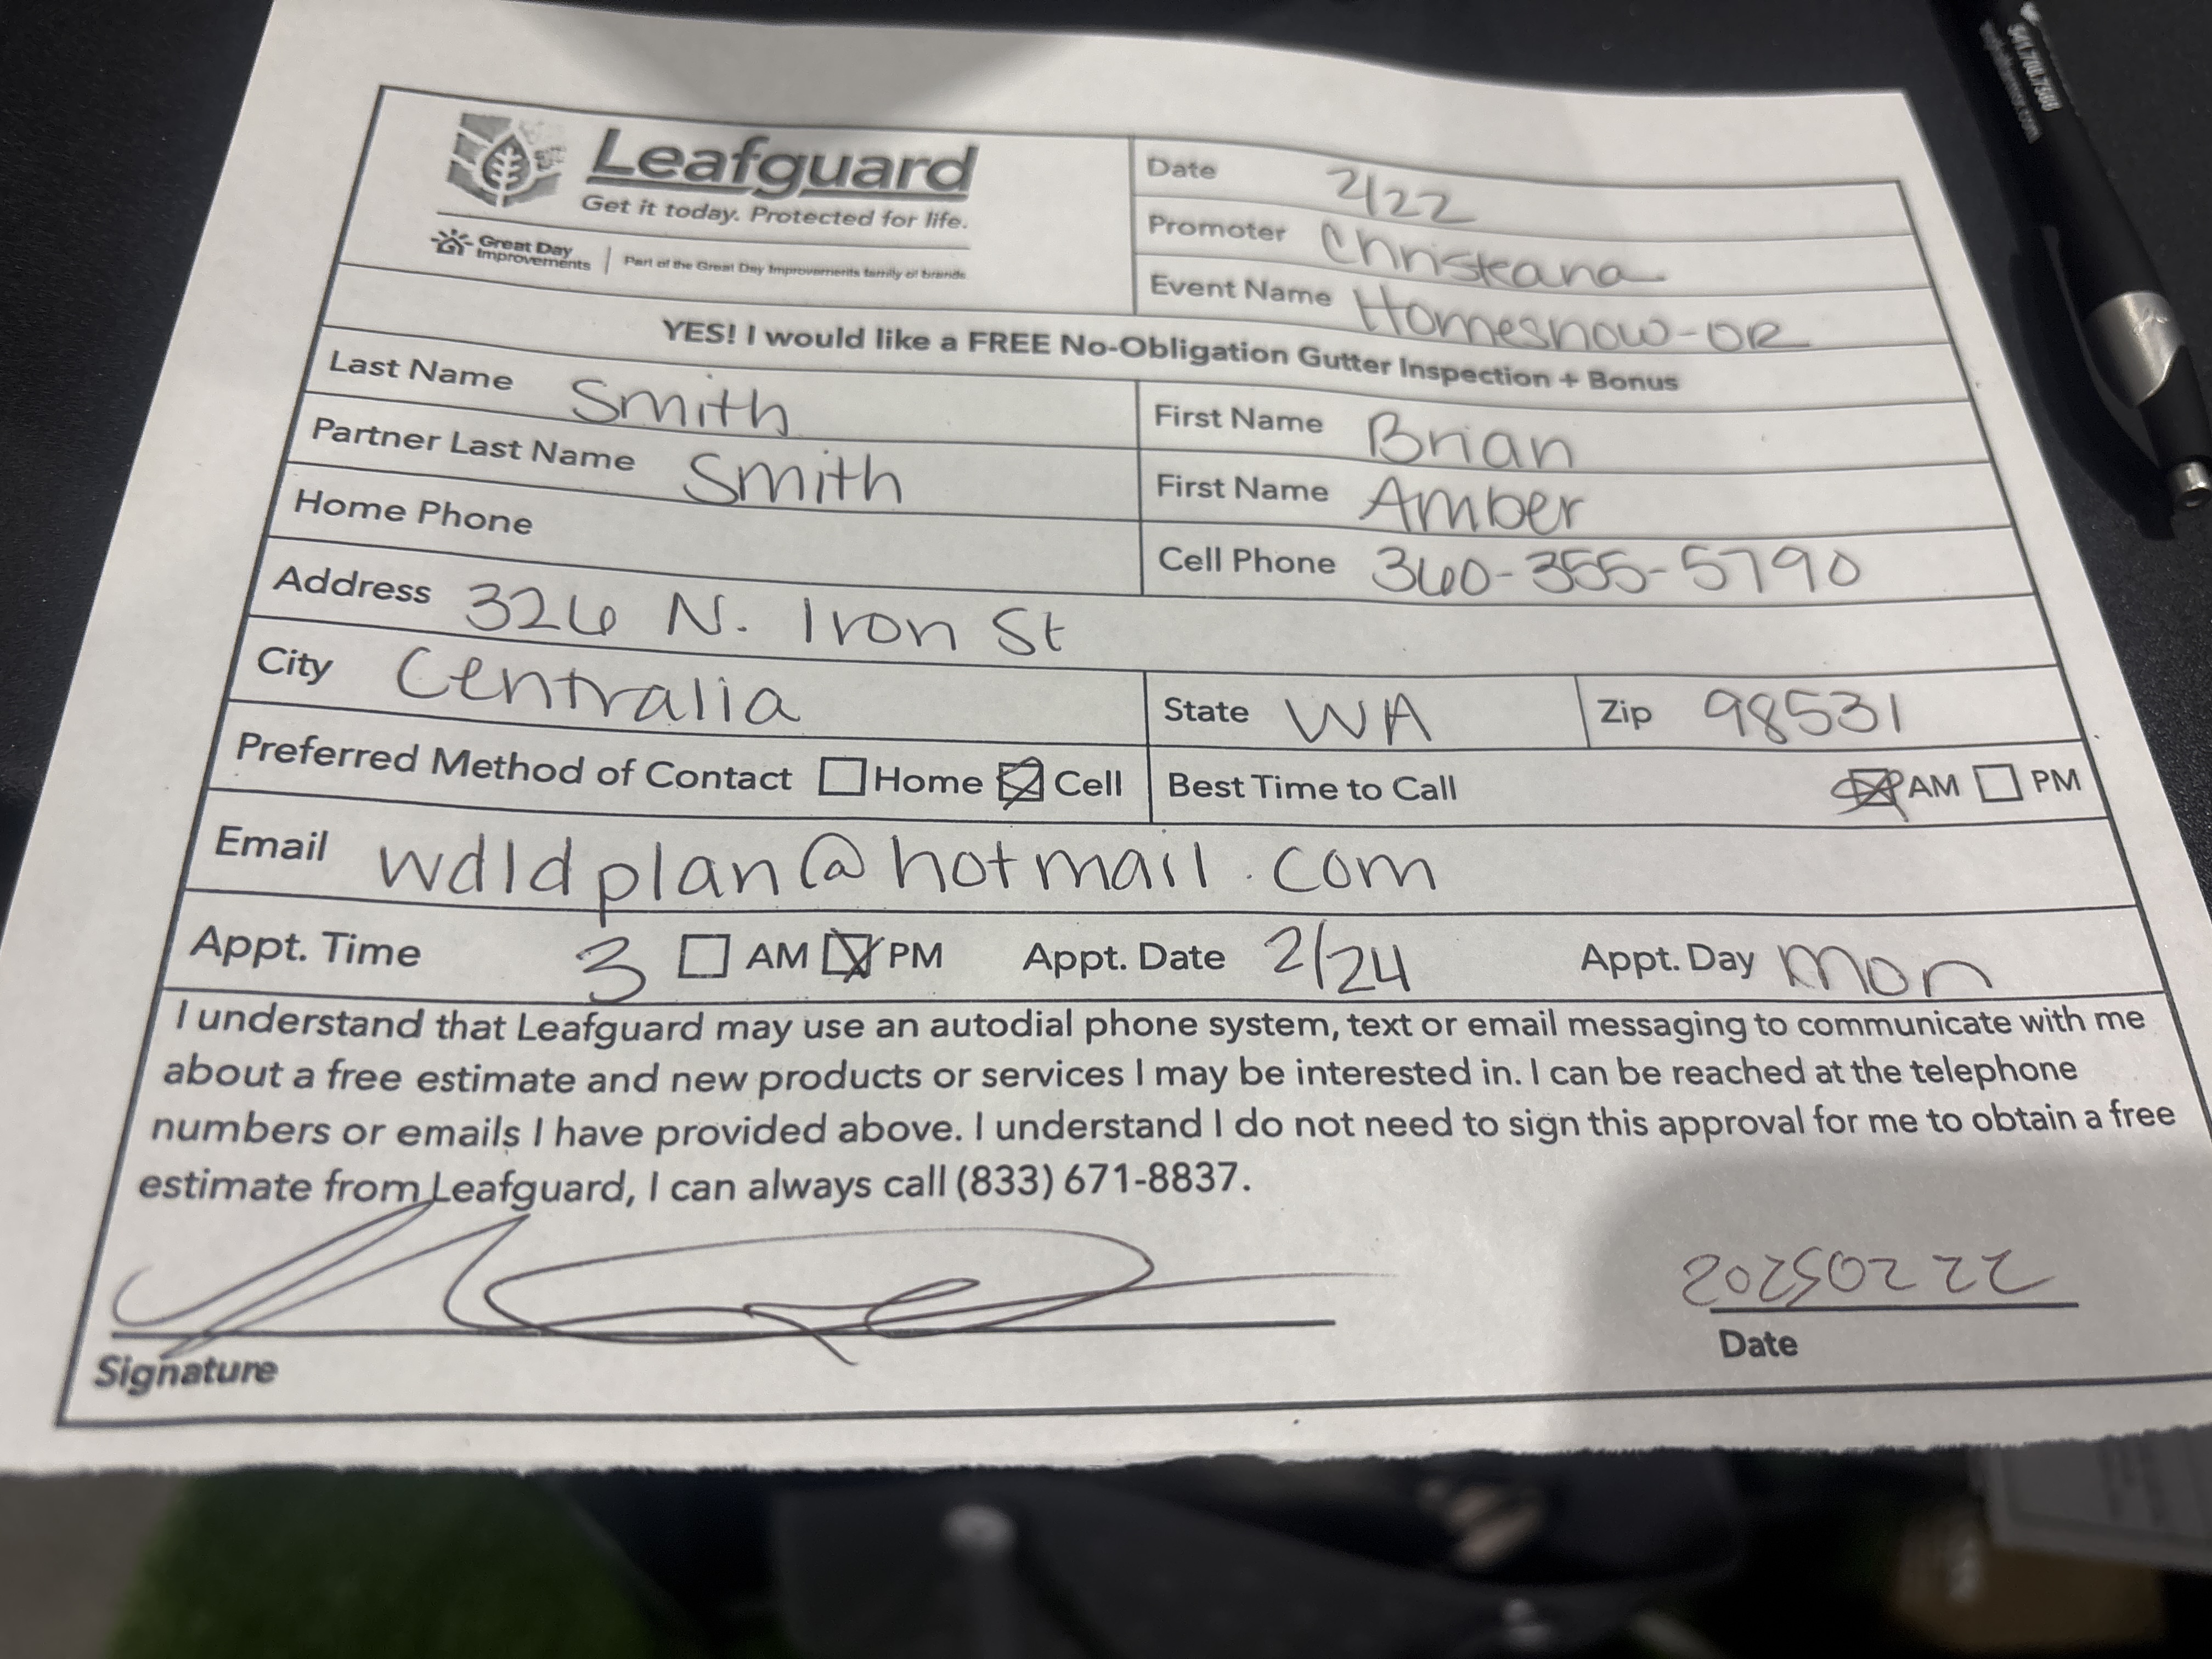 Leafguard
Get it today. Protected for life.
Great Day Improvements | Part of the Great Day Improvements family of brands
Date 2/22
Promoter Christeana
Event Name Homeshow-OR
YES! I would like a FREE No-Obligation Gutter Inspection + Bonus
Last Name Smith First Name Brian
Partner Last Name Smith First Name Amber
Home Phone Cell Phone 360-355-5790
Address 326 N. Iron St
City Centralia State WA Zip 98531
Preferred Method of Contact ☐ Home ☒ Cell Best Time to Call ☒ AM ☐ PM
Email wdldplan@hotmail.com
Appt. Time 3 ☐ AM ☒ PM Appt. Date 2/24 Appt. Day Mon
I understand that Leafguard may use an autodial phone system, text or email messaging to communicate with me
about a free estimate and new products or services I may be interested in. I can be reached at the telephone
numbers or emails I have provided above. I understand I do not need to sign this approval for me to obtain a free
estimate from Leafguard, I can always call (833) 671-8837.
20250222
Signature Date